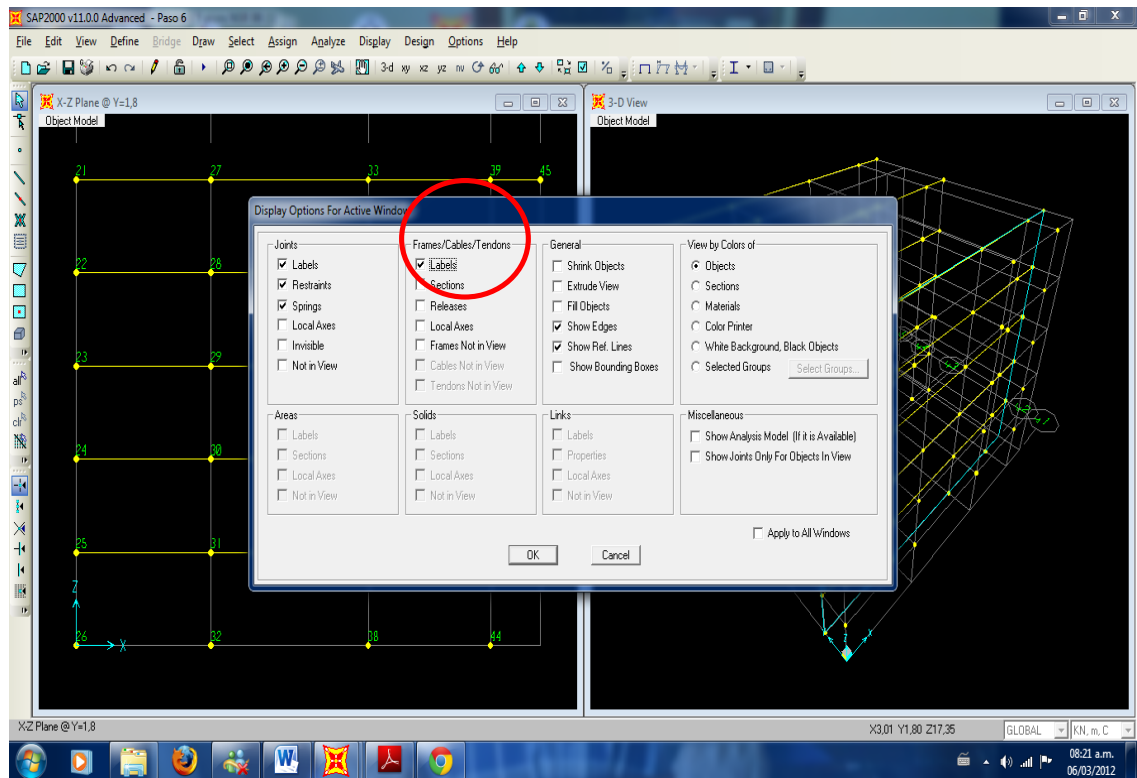 SAP2000 v11.0.0 Advanced - Paso 6
File Edit View Define Bridge Draw Select Assign Analyze Display Design Options Help
3-d xy xz yz nv
X-Z Plane @ Y=1,8
3-D View
Object Model
Object Model
21 27 33 39 45
Display Options For Active Window
Joints
Labels
Restraints
Springs
Local Axes
Invisible
Not in View
Frames/Cables/Tendons
Labels
Sections
Releases
Local Axes
Frames Not in View
Cables Not in View
Tendons Not in View
General
Shrink Objects
Extrude View
Fill Objects
Show Edges
Show Ref. Lines
Show Bounding Boxes
View by Colors of
Objects
Sections
Materials
Color Printer
White Background, Black Objects
Selected Groups
Select Groups...
Areas
Labels
Sections
Local Axes
Not in View
Solids
Labels
Sections
Local Axes
Not in View
Links
Labels
Properties
Local Axes
Not in View
Miscellaneous
Show Analysis Model (If it is Available)
Show Joints Only For Objects In View
Apply to All Windows
OK
Cancel
22 28
23 29
24 30
25 31
Z
26 X 32 38 44
Z X
all
ps
clr
X-Z Plane @ Y=1,8
X3,01 Y1,80 Z17,35
GLOBAL
KN, m, C
08:21 a.m.
06/03/2012